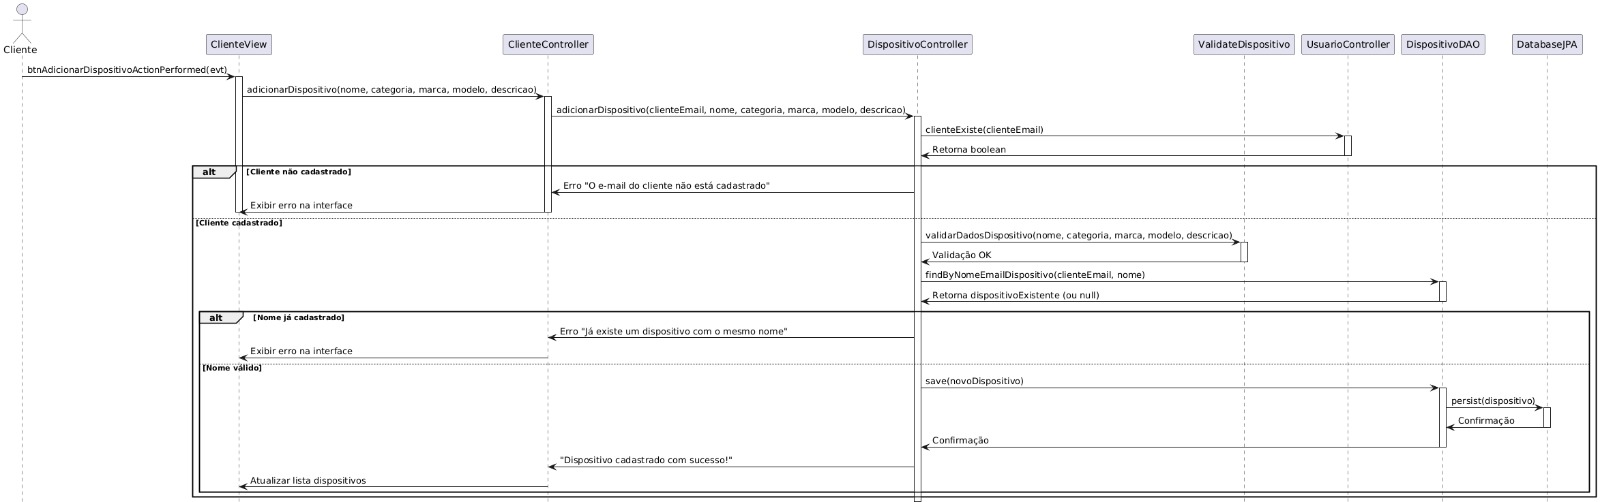 Cliente
ClienteView
ClienteController
DispositivoController
ValidateDispositivo
UsuarioController
DispositivoDAO
DatabaseJPA
btnAdicionarDispositivoActionPerformed(evt)
adicionarDispositivo(nome, categoria, marca, modelo, descricao)
adicionarDispositivo(clienteEmail, nome, categoria, marca, modelo, descricao)
clienteExiste(clienteEmail)
Retorna boolean
alt [Cliente não cadastrado]
Erro "O e-mail do cliente não está cadastrado"
Exibir erro na interface
[Cliente cadastrado]
validarDadosDispositivo(nome, categoria, marca, modelo, descricao)
Validação OK
findByNomeEmailDispositivo(clienteEmail, nome)
Retorna dispositivoExistente (ou null)
alt [Nome já cadastrado]
Erro "Já existe um dispositivo com o mesmo nome"
Exibir erro na interface
[Nome válido]
save(novoDispositivo)
persist(dispositivo)
Confirmação
Confirmação
"Dispositivo cadastrado com sucesso!"
Atualizar lista dispositivos